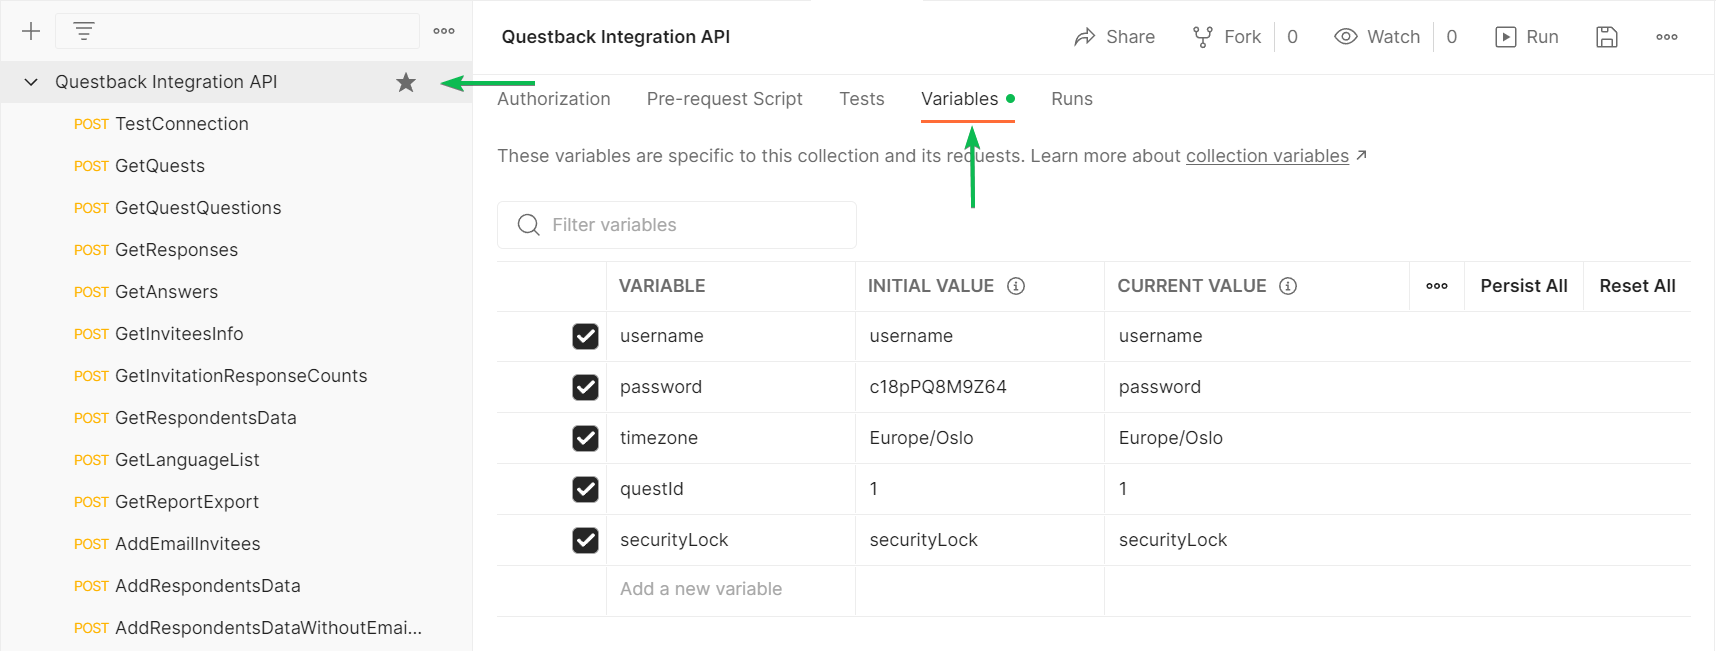 Questback Integration API
POST TestConnection
POST GetQuests
POST GetQuestQuestions
POST GetResponses
POST GetAnswers
POST GetInviteesInfo
POST GetInvitationResponseCounts
POST GetRespondentsData
POST GetLanguageList
POST GetReportExport
POST AddEmailInvitees
POST AddRespondentsData
POST AddRespondentsDataWithoutEmai...
Questback Integration API Share Fork 0 Watch 0 Run
Authorization Pre-request Script Tests Variables Runs
These variables are specific to this collection and its requests. Learn more about collection variables ↗
Filter variables
VARIABLE INITIAL VALUE CURRENT VALUE Persist All Reset All
username username username
password c18pPQ8M9Z64 password
timezone Europe/Oslo Europe/Oslo
questId 1 1
securityLock securityLock securityLock
Add a new variable